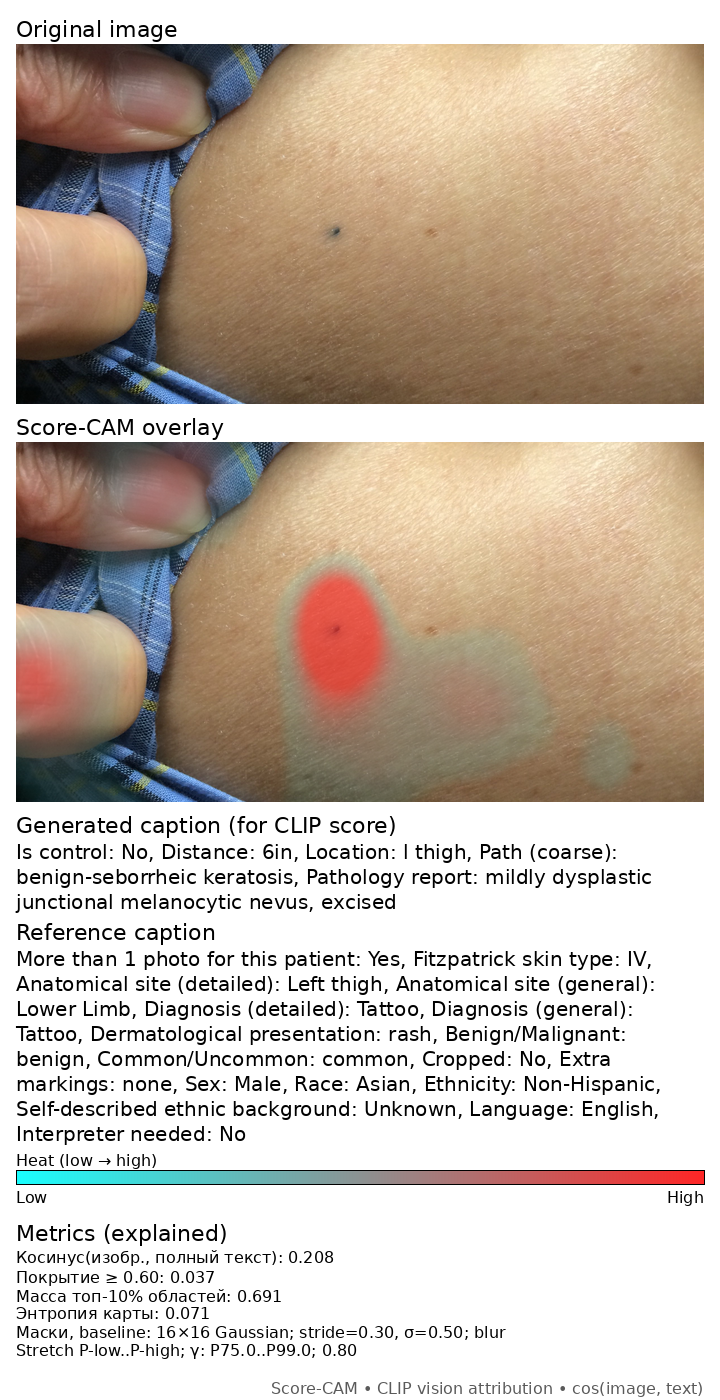 Original image
Score-CAM overlay
Generated caption (for CLIP score)
Is control: No, Distance: 6in, Location: l thigh, Path (coarse):
benign-seborrheic keratosis, Pathology report: mildly dysplastic
junctional melanocytic nevus, excised
Reference caption
More than 1 photo for this patient: Yes, Fitzpatrick skin type: IV,
Anatomical site (detailed): Left thigh, Anatomical site (general):
Lower Limb, Diagnosis (detailed): Tattoo, Diagnosis (general):
Tattoo, Dermatological presentation: rash, Benign/Malignant:
benign, Common/Uncommon: common, Cropped: No, Extra
markings: none, Sex: Male, Race: Asian, Ethnicity: Non-Hispanic,
Self-described ethnic background: Unknown, Language: English,
Interpreter needed: No
Heat (low → high)
Low High
Metrics (explained)
Косинус(изобр., полный текст): 0.208
Покрытие ≥ 0.60: 0.037
Масса топ-10% областей: 0.691
Энтропия карты: 0.071
Маски, baseline: 16×16 Gaussian; stride=0.30, σ=0.50; blur
Stretch P-low..P-high; γ: P75.0..P99.0; 0.80
Score-CAM • CLIP vision attribution • cos(image, text)